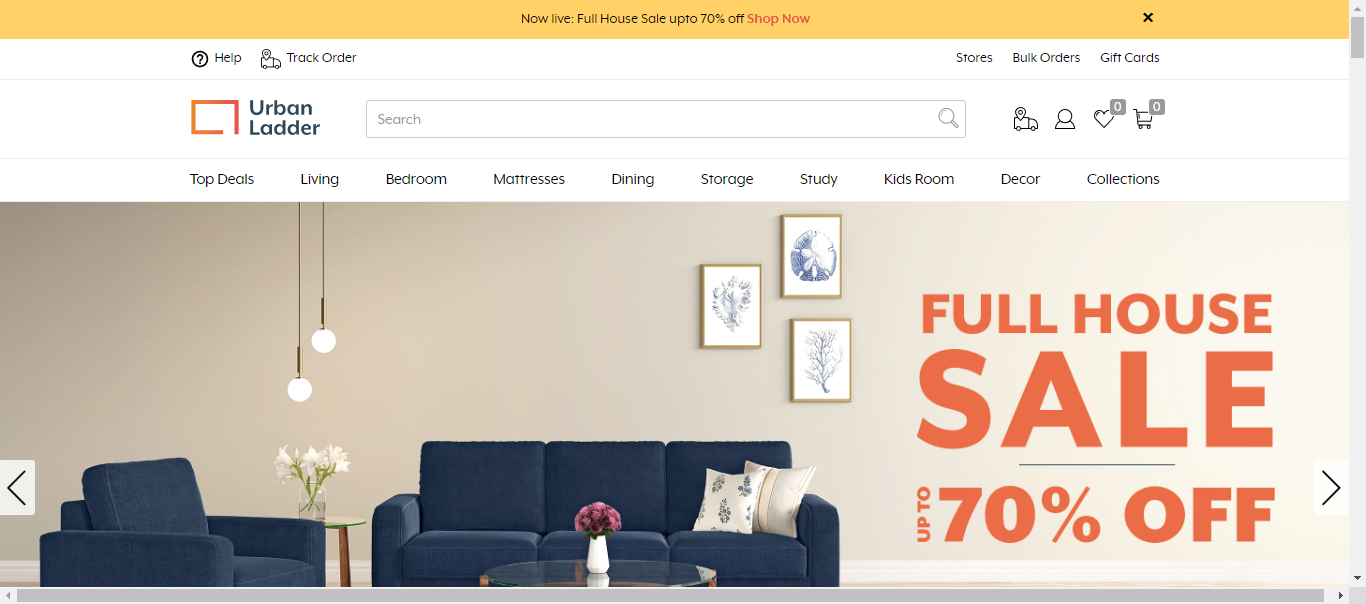 Now live: Full House Sale upto 70% off Shop Now
Help Track Order Stores Bulk Orders Gift Cards
Urban
Ladder
Search
0 0
Top Deals Living Bedroom Mattresses Dining Storage Study Kids Room Decor Collections
FULL HOUSE
SALE
UP TO 70% OFF